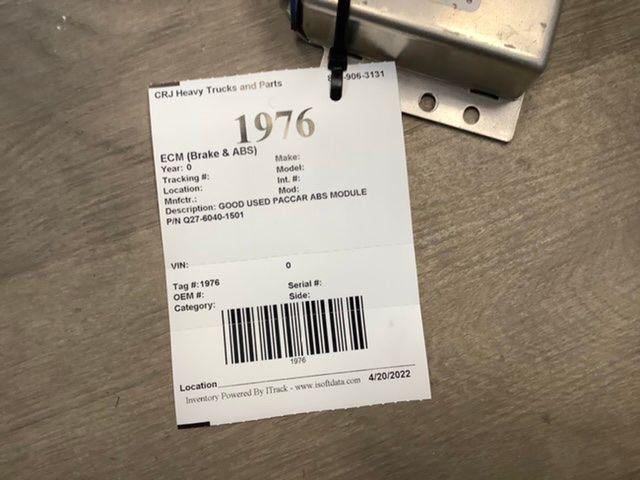 CRJ Heavy Trucks and Parts -906-3131
1976
ECM (Brake & ABS)
Year: 0 Make:
Tracking #: Model:
Location: Int. #:
Mnfctr.: Mod:
Description: GOOD USED PACCAR ABS MODULE
P/N Q27-6040-1501
VIN: 0
Tag #:1976 Serial #:
OEM #: Side:
Category:
1976
Location
Inventory Powered By ITrack - www.isoftdata.com 4/20/2022